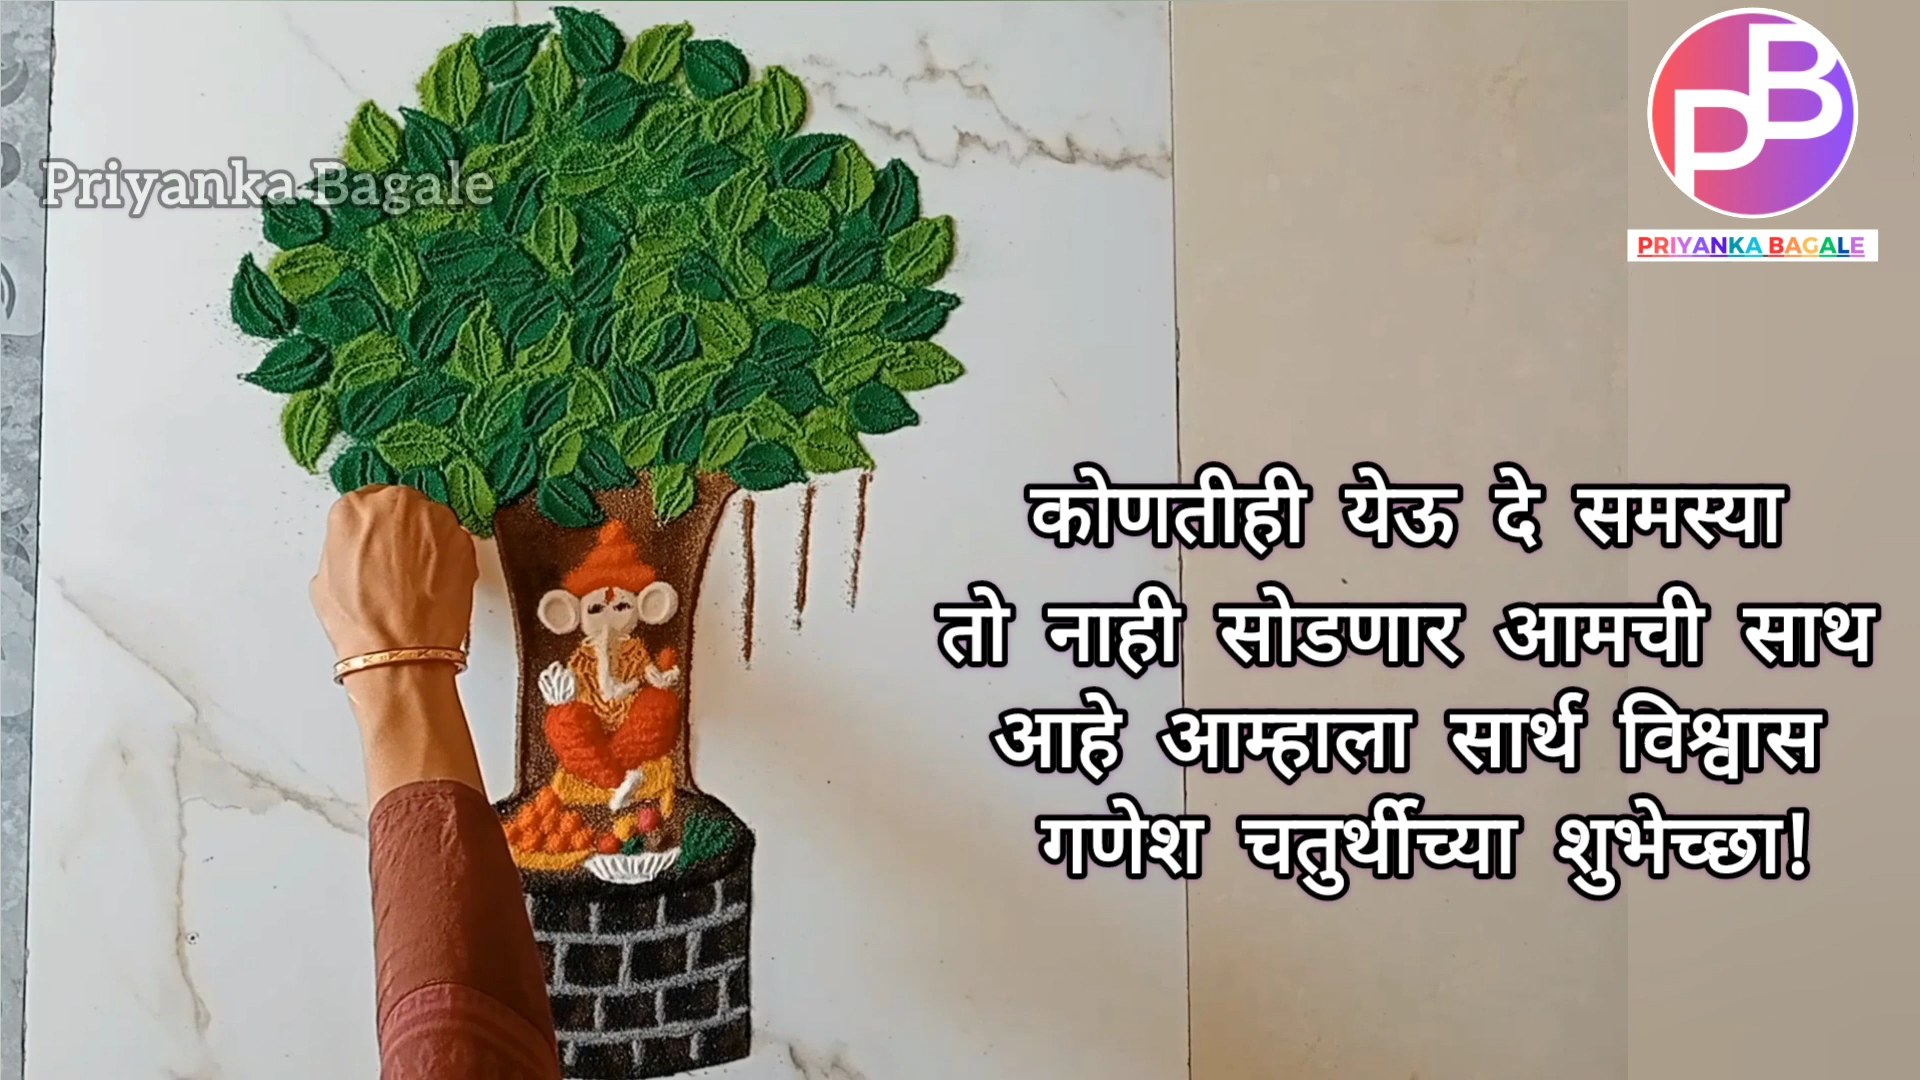 PB
PRIYANKA BAGALE
Priyanka Bagale
कोणतीही येऊ दे समस्या
तो नाही सोडणार आमची साथ
आहे आम्हाला सार्थ विश्वास
गणेश चतुर्थीच्या शुभेच्छा!